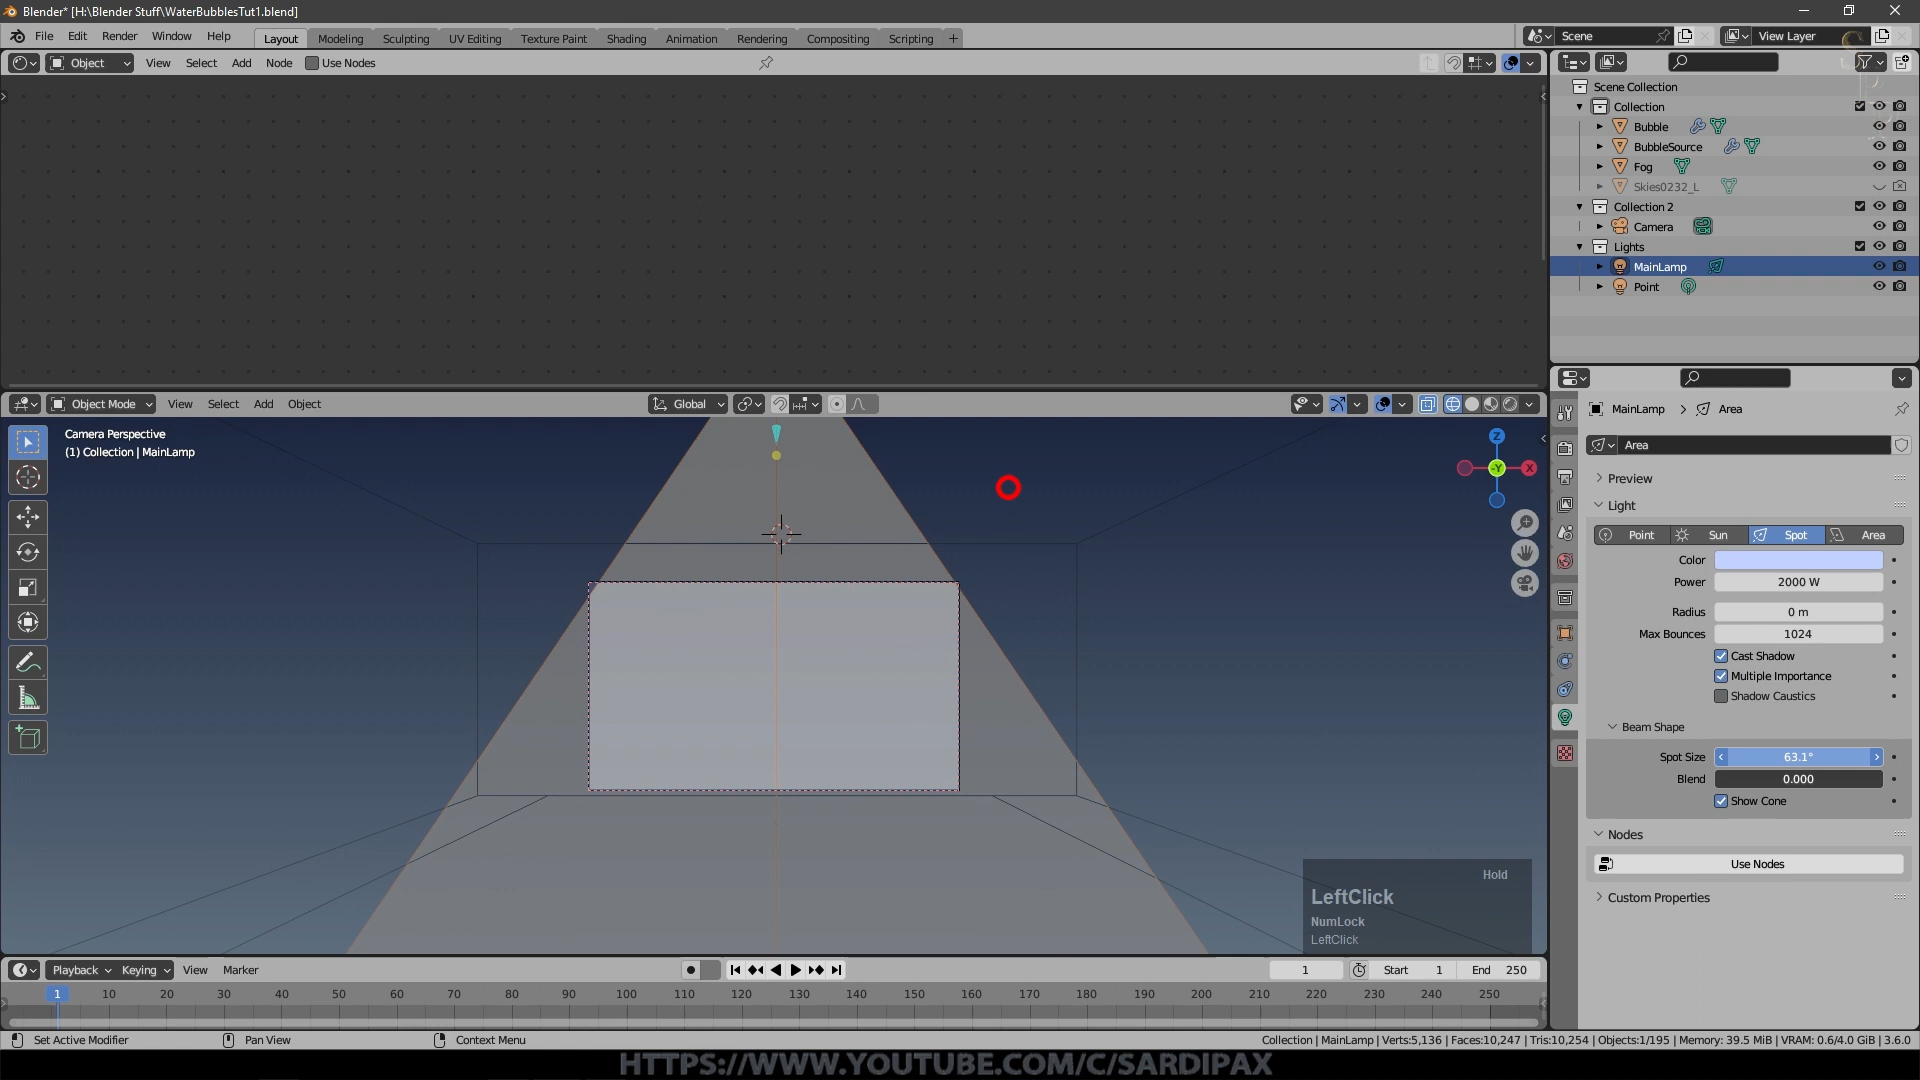 Blender* [H:\Blender Stuff\WaterBubblesTut1.blend]
File Edit Render Window Help Layout Modeling Sculpting UV Editing Texture Paint Shading Animation Rendering Compositing Scripting + Scene View Layer
Object View Select Add Node Use Nodes
Scene Collection
Collection
Bubble
BubbleSource
Fog
Skies0232_L
Collection 2
Camera
Lights
MainLamp
Point
Object Mode View Select Add Object Global
Camera Perspective
(1) Collection | MainLamp
Z
-Y X
MainLamp > Area
Area
Preview
Light
Point Sun Spot Area
Color
Power 2000 W
Radius 0 m
Max Bounces 1024
Cast Shadow
Multiple Importance
Shadow Caustics
Beam Shape
Spot Size 63.1°
Blend 0.000
Show Cone
Nodes
Use Nodes
Custom Properties
Hold
LeftClick
NumLock
LeftClick
Playback Keying View Marker 1 Start 1 End 250
1 10 20 30 40 50 60 70 80 90 100 110 120 130 140 150 160 170 180 190 200 210 220 230 240 250
Set Active Modifier Pan View Context Menu Collection | MainLamp | Verts:5,136 | Faces:10,247 | Tris:10,254 | Objects:1/195 | Memory: 39.5 MiB | VRAM: 0.6/4.0 GiB | 3.6.0
HTTPS://WWW.YOUTUBE.COM/C/SARDIPAX